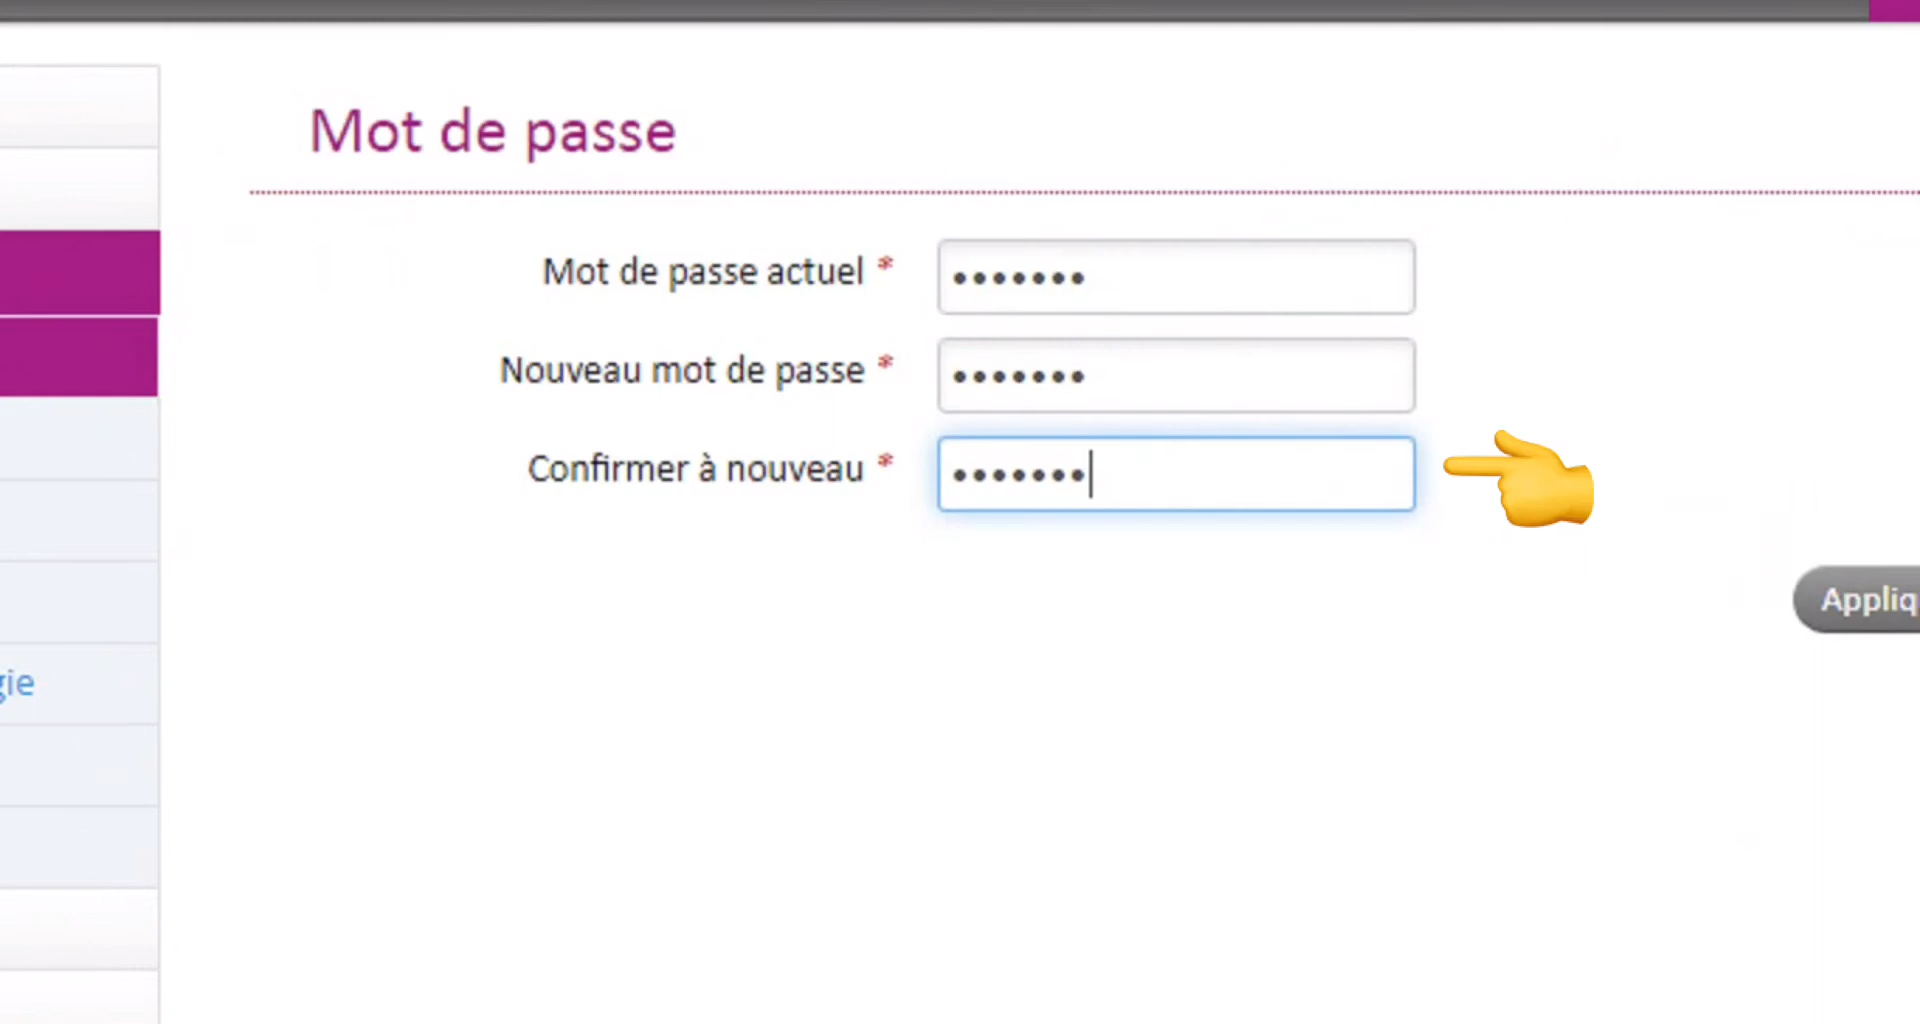 Mot de passe
Mot de passe actuel *
•••••••
Nouveau mot de passe *
•••••••
Confirmer à nouveau *
•••••••
Appliq
gie